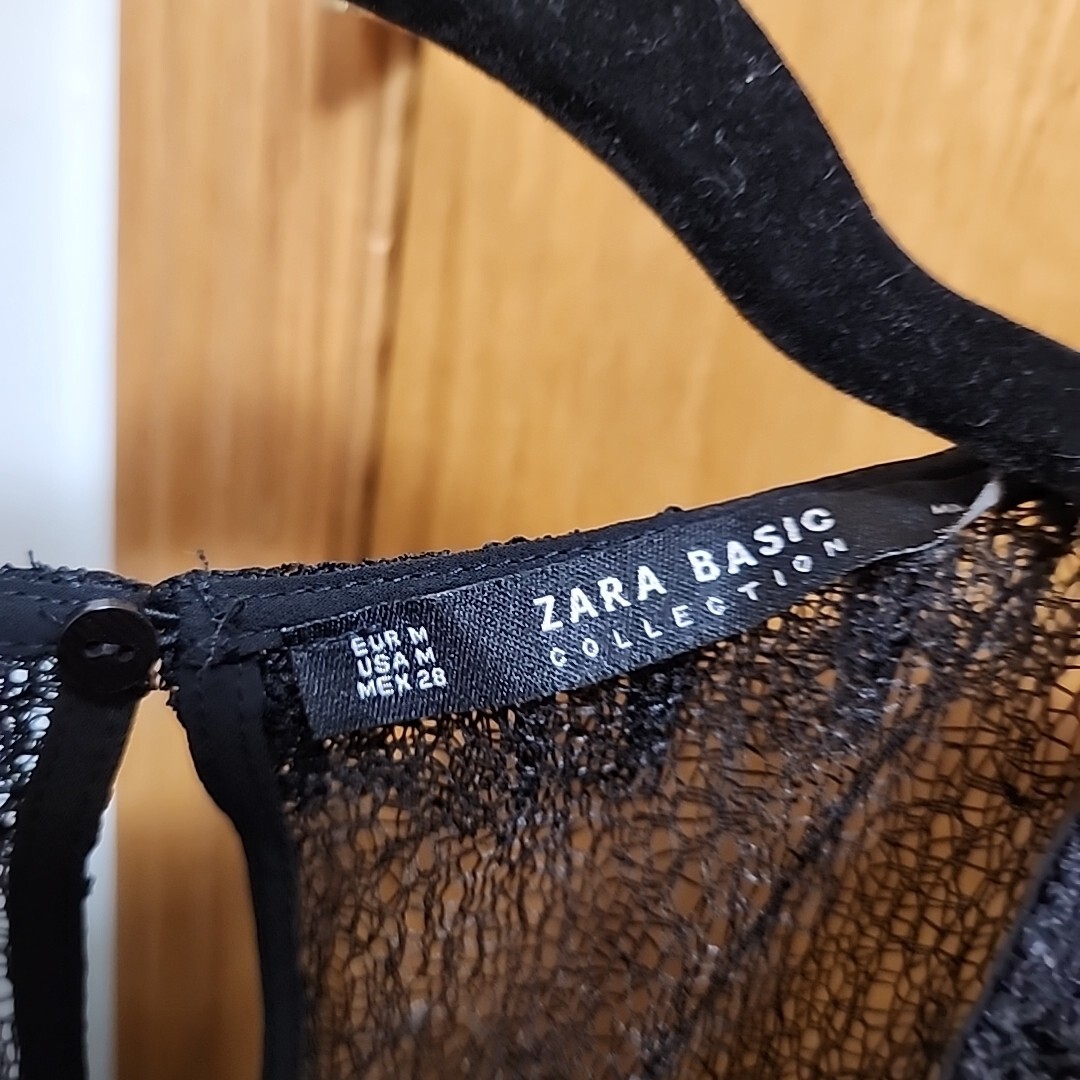 ZARA BASIC
COLLECTION
EUR M
USA M
MEX 28